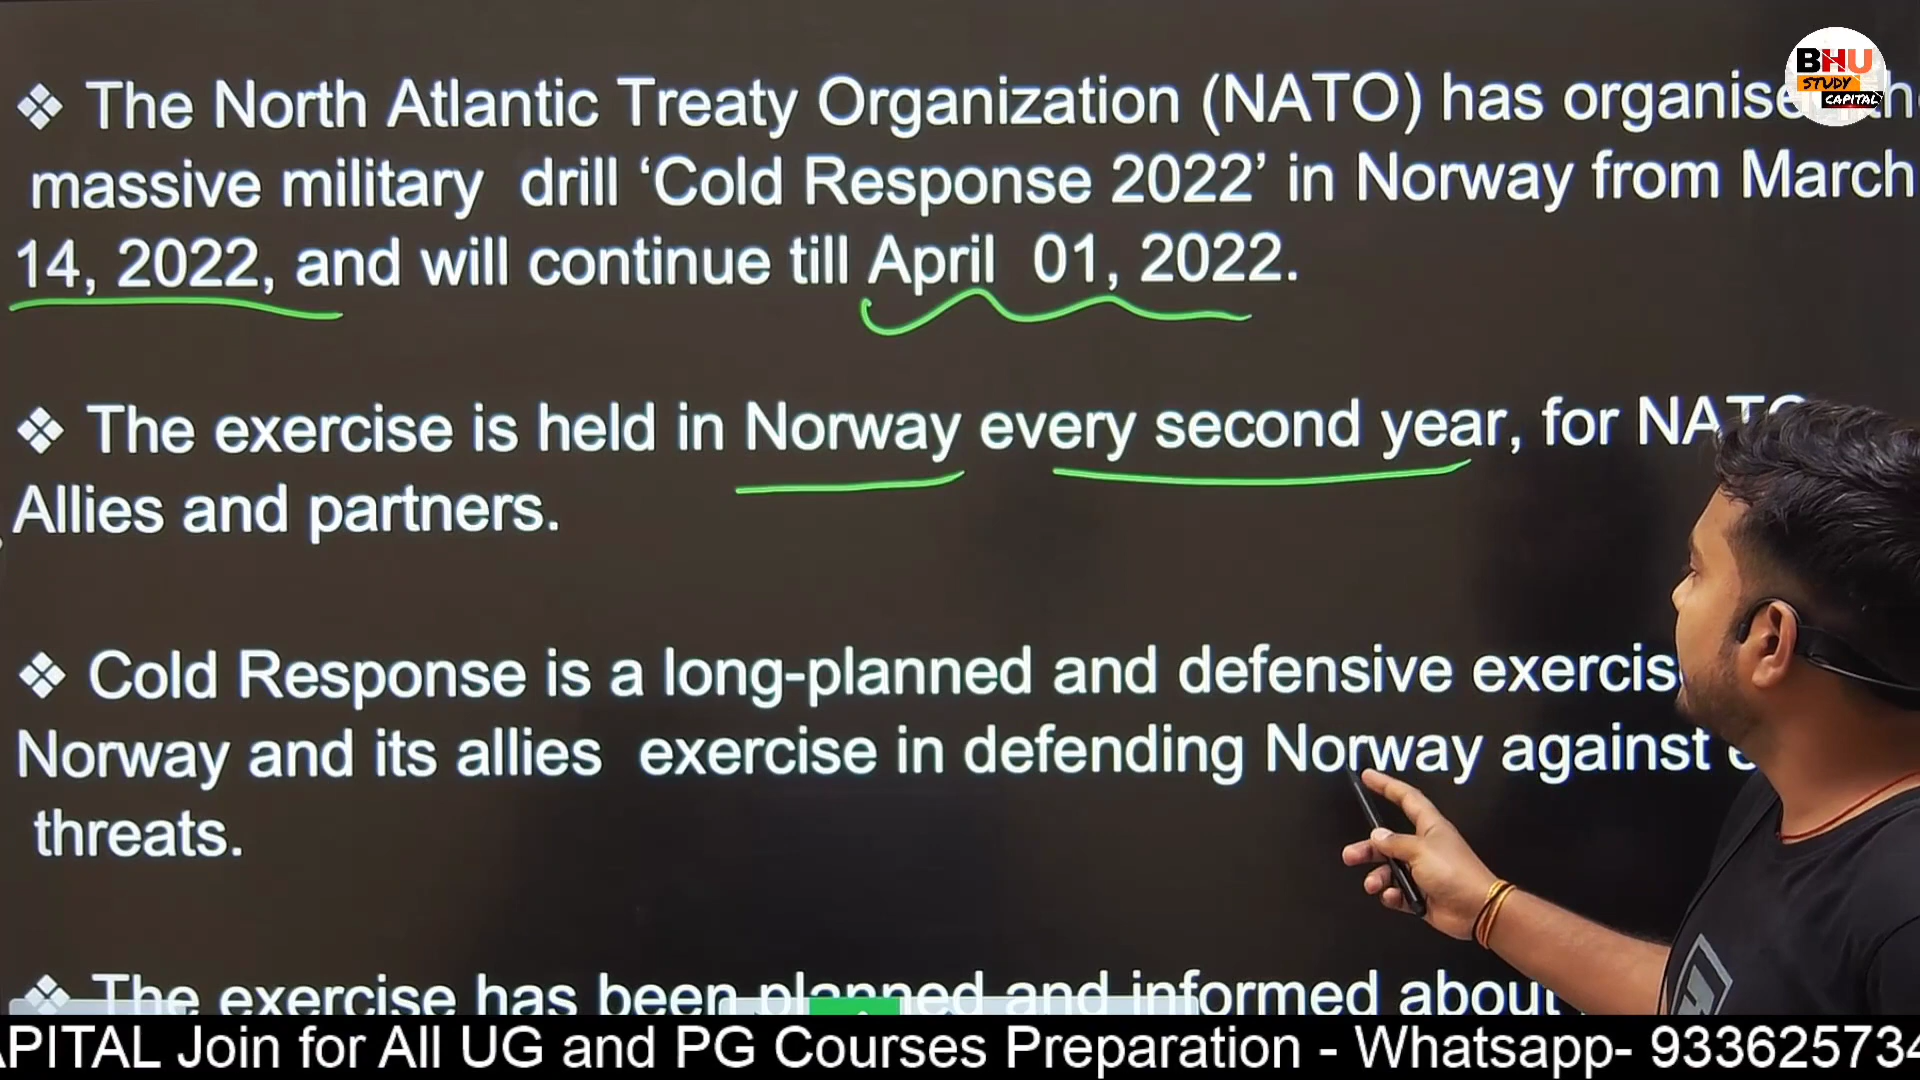 BHU
STUDY
CAPITAL
❖ The North Atlantic Treaty Organization (NATO) has organise
massive military drill ‘Cold Response 2022’ in Norway from March
14, 2022, and will continue till April 01, 2022.
❖ The exercise is held in Norway every second year, for
Allies and partners.
❖ Cold Response is a long-planned and defensive
Norway and its allies exercise in defending Norway against
threats.
❖ The exercise has been planned and informed about
APITAL Join for All UG and PG Courses Preparation - Whatsapp- 933625734